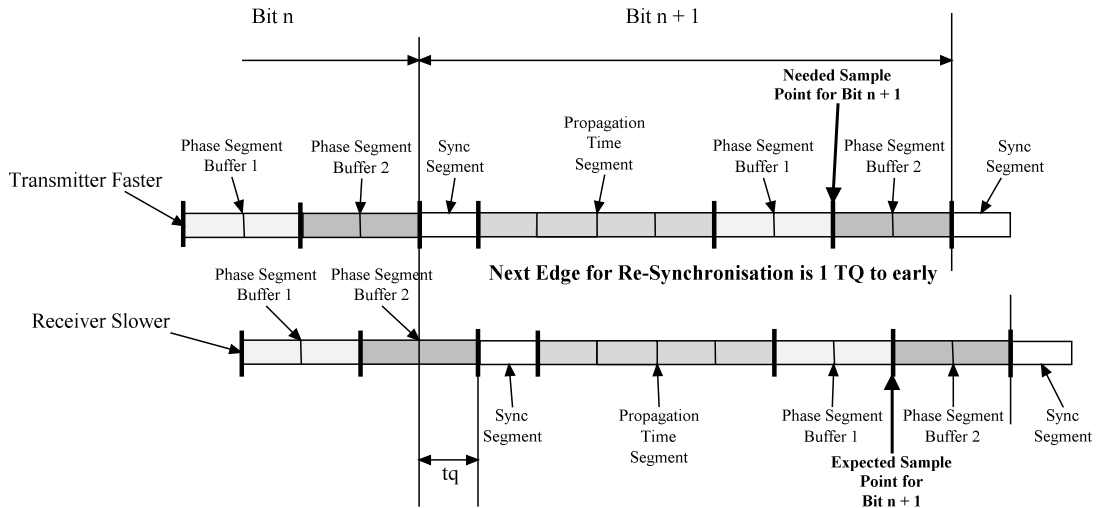 Bit n
Bit n + 1
Needed Sample
Point for Bit n + 1
Phase Segment
Buffer 1
Phase Segment
Buffer 2
Sync
Segment
Propagation
Time
Segment
Phase Segment
Buffer 1
Phase Segment
Buffer 2
Sync
Segment
Transmitter Faster
Next Edge for Re-Synchronisation is 1 TQ to early
Phase Segment
Buffer 1
Phase Segment
Buffer 2
Receiver Slower
Sync
Segment
Propagation
Time
Segment
Phase Segment
Buffer 1
Phase Segment
Buffer 2
Sync
Segment
tq
Expected Sample
Point for
Bit n + 1